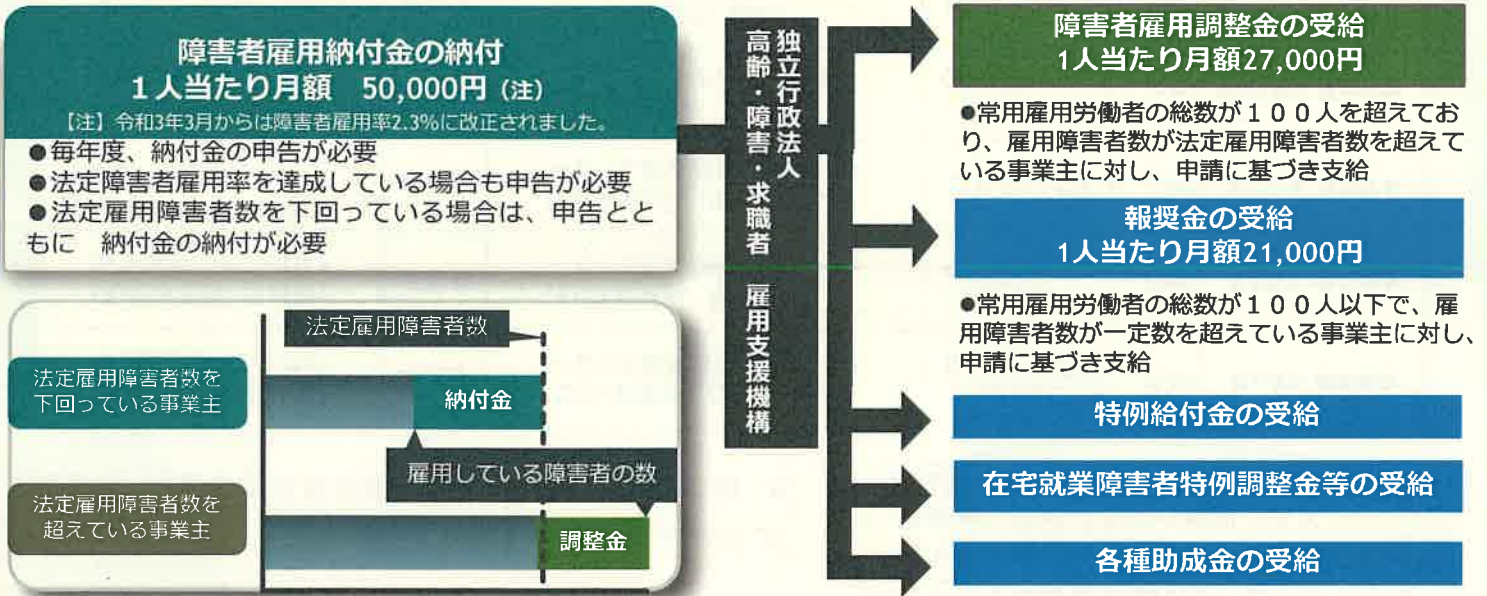 障害者雇用納付金の納付
1人当たり月額　50,000円（注）
【注】令和3年3月からは障害者雇用率2.3%に改正されました。
●毎年度、納付金の申告が必要
●法定障害者雇用率を達成している場合も申告が必要
●法定雇用障害者数を下回っている場合は、申告とと
もに　納付金の納付が必要
法定雇用障害者数
法定雇用障害者数を
下回っている事業主
納付金
雇用している障害者の数
法定雇用障害者数を
超えている事業主
調整金
独立行政法人
高齢・障害・求職者　雇用支援機構
障害者雇用調整金の受給
1人当たり月額27,000円
●常用雇用労働者の総数が１００人を超えてお
り、雇用障害者数が法定雇用障害者数を超えて
いる事業主に対し、申請に基づき支給
報奨金の受給
1人当たり月額21,000円
●常用雇用労働者の総数が１００人以下で、雇
用障害者数が一定数を超えている事業主に対し、
申請に基づき支給
特例給付金の受給
在宅就業障害者特例調整金等の受給
各種助成金の受給